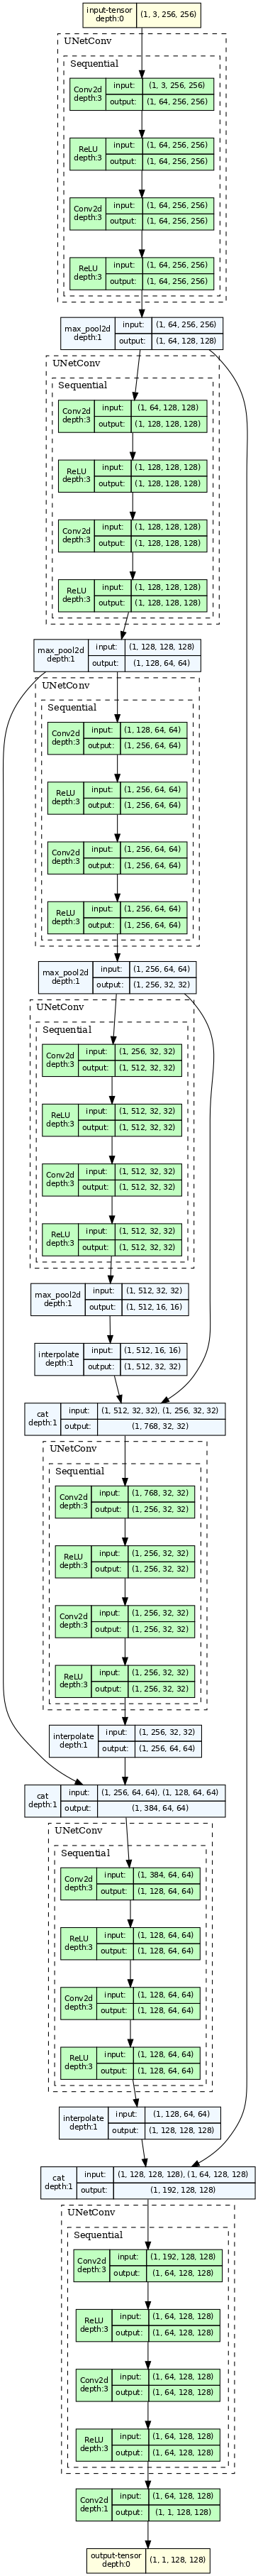 input-tensor
depth:0
(1, 3, 256, 256)
UNetConv
Sequential
Conv2d
depth:3
input:
(1, 3, 256, 256)
output:
(1, 64, 256, 256)
ReLU
depth:3
input:
(1, 64, 256, 256)
output:
(1, 64, 256, 256)
Conv2d
depth:3
input:
(1, 64, 256, 256)
output:
(1, 64, 256, 256)
ReLU
depth:3
input:
(1, 64, 256, 256)
output:
(1, 64, 256, 256)
max_pool2d
depth:1
input:
(1, 64, 256, 256)
output:
(1, 64, 128, 128)
UNetConv
Sequential
Conv2d
depth:3
input:
(1, 64, 128, 128)
output:
(1, 128, 128, 128)
ReLU
depth:3
input:
(1, 128, 128, 128)
output:
(1, 128, 128, 128)
Conv2d
depth:3
input:
(1, 128, 128, 128)
output:
(1, 128, 128, 128)
ReLU
depth:3
input:
(1, 128, 128, 128)
output:
(1, 128, 128, 128)
max_pool2d
depth:1
input:
(1, 128, 128, 128)
output:
(1, 128, 64, 64)
UNetConv
Sequential
Conv2d
depth:3
input:
(1, 128, 64, 64)
output:
(1, 256, 64, 64)
ReLU
depth:3
input:
(1, 256, 64, 64)
output:
(1, 256, 64, 64)
Conv2d
depth:3
input:
(1, 256, 64, 64)
output:
(1, 256, 64, 64)
ReLU
depth:3
input:
(1, 256, 64, 64)
output:
(1, 256, 64, 64)
max_pool2d
depth:1
input:
(1, 256, 64, 64)
output:
(1, 256, 32, 32)
UNetConv
Sequential
Conv2d
depth:3
input:
(1, 256, 32, 32)
output:
(1, 512, 32, 32)
ReLU
depth:3
input:
(1, 512, 32, 32)
output:
(1, 512, 32, 32)
Conv2d
depth:3
input:
(1, 512, 32, 32)
output:
(1, 512, 32, 32)
ReLU
depth:3
input:
(1, 512, 32, 32)
output:
(1, 512, 32, 32)
max_pool2d
depth:1
input:
(1, 512, 32, 32)
output:
(1, 512, 16, 16)
interpolate
depth:1
input:
(1, 512, 16, 16)
output:
(1, 512, 32, 32)
cat
depth:1
input:
(1, 512, 32, 32), (1, 256, 32, 32)
output:
(1, 768, 32, 32)
UNetConv
Sequential
Conv2d
depth:3
input:
(1, 768, 32, 32)
output:
(1, 256, 32, 32)
ReLU
depth:3
input:
(1, 256, 32, 32)
output:
(1, 256, 32, 32)
Conv2d
depth:3
input:
(1, 256, 32, 32)
output:
(1, 256, 32, 32)
ReLU
depth:3
input:
(1, 256, 32, 32)
output:
(1, 256, 32, 32)
interpolate
depth:1
input:
(1, 256, 32, 32)
output:
(1, 256, 64, 64)
cat
depth:1
input:
(1, 256, 64, 64), (1, 128, 64, 64)
output:
(1, 384, 64, 64)
UNetConv
Sequential
Conv2d
depth:3
input:
(1, 384, 64, 64)
output:
(1, 128, 64, 64)
ReLU
depth:3
input:
(1, 128, 64, 64)
output:
(1, 128, 64, 64)
Conv2d
depth:3
input:
(1, 128, 64, 64)
output:
(1, 128, 64, 64)
ReLU
depth:3
input:
(1, 128, 64, 64)
output:
(1, 128, 64, 64)
interpolate
depth:1
input:
(1, 128, 64, 64)
output:
(1, 128, 128, 128)
cat
depth:1
input:
(1, 128, 128, 128), (1, 64, 128, 128)
output:
(1, 192, 128, 128)
UNetConv
Sequential
Conv2d
depth:3
input:
(1, 192, 128, 128)
output:
(1, 64, 128, 128)
ReLU
depth:3
input:
(1, 64, 128, 128)
output:
(1, 64, 128, 128)
Conv2d
depth:3
input:
(1, 64, 128, 128)
output:
(1, 64, 128, 128)
ReLU
depth:3
input:
(1, 64, 128, 128)
output:
(1, 64, 128, 128)
Conv2d
depth:1
input:
(1, 64, 128, 128)
output:
(1, 1, 128, 128)
output-tensor
depth:0
(1, 1, 128, 128)